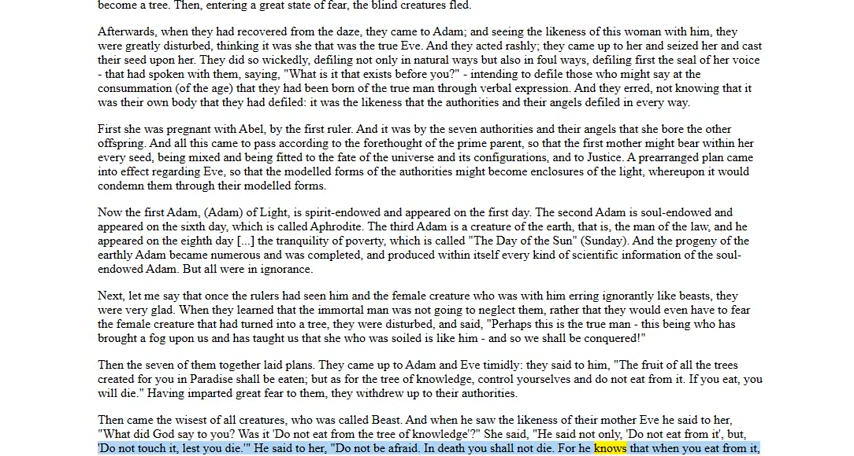 become a tree. Then, entering a great state of fear, the blind creatures fled.
Afterwards, when they had recovered from the daze, they came to Adam; and seeing the likeness of this woman with him, they
were greatly disturbed, thinking it was she that was the true Eve. And they acted rashly; they came up to her and seized her and cast
their seed upon her. They did so wickedly, defiling not only in natural ways but also in foul ways, defiling first the seal of her voice
- that had spoken with them, saying, "What is it that exists before you?" - intending to defile those who might say at the
consummation (of the age) that they had been born of the true man through verbal expression. And they erred, not knowing that it
was their own body that they had defiled: it was the likeness that the authorities and their angels defiled in every way.
First she was pregnant with Abel, by the first ruler. And it was by the seven authorities and their angels that she bore the other
offspring. And all this came to pass according to the forethought of the prime parent, so that the first mother might bear within her
every seed, being mixed and being fitted to the fate of the universe and its configurations, and to Justice. A prearranged plan came
into effect regarding Eve, so that the modelled forms of the authorities might become enclosures of the light, whereupon it would
condemn them through their modelled forms.
Now the first Adam, (Adam) of Light, is spirit-endowed and appeared on the first day. The second Adam is soul-endowed and
appeared on the sixth day, which is called Aphrodite. The third Adam is a creature of the earth, that is, the man of the law, and he
appeared on the eighth day [...] the tranquility of poverty, which is called "The Day of the Sun" (Sunday). And the progeny of the
earthly Adam became numerous and was completed, and produced within itself every kind of scientific information of the soul-
endowed Adam. But all were in ignorance.
Next, let me say that once the rulers had seen him and the female creature who was with him erring ignorantly like beasts, they
were very glad. When they learned that the immortal man was not going to neglect them, rather that they would even have to fear
the female creature that had turned into a tree, they were disturbed, and said, "Perhaps this is the true man - this being who has
brought a fog upon us and has taught us that she who was soiled is like him - and so we shall be conquered!"
Then the seven of them together laid plans. They came up to Adam and Eve timidly: they said to him, "The fruit of all the trees
created for you in Paradise shall be eaten; but as for the tree of knowledge, control yourselves and do not eat from it. If you eat, you
will die." Having imparted great fear to them, they withdrew up to their authorities.
Then came the wisest of all creatures, who was called Beast. And when he saw the likeness of their mother Eve he said to her,
"What did God say to you? Was it 'Do not eat from the tree of knowledge'?" She said, "He said not only, 'Do not eat from it', but,
'Do not touch it, lest you die.'" He said to her, "Do not be afraid. In death you shall not die. For he knows that when you eat from it,